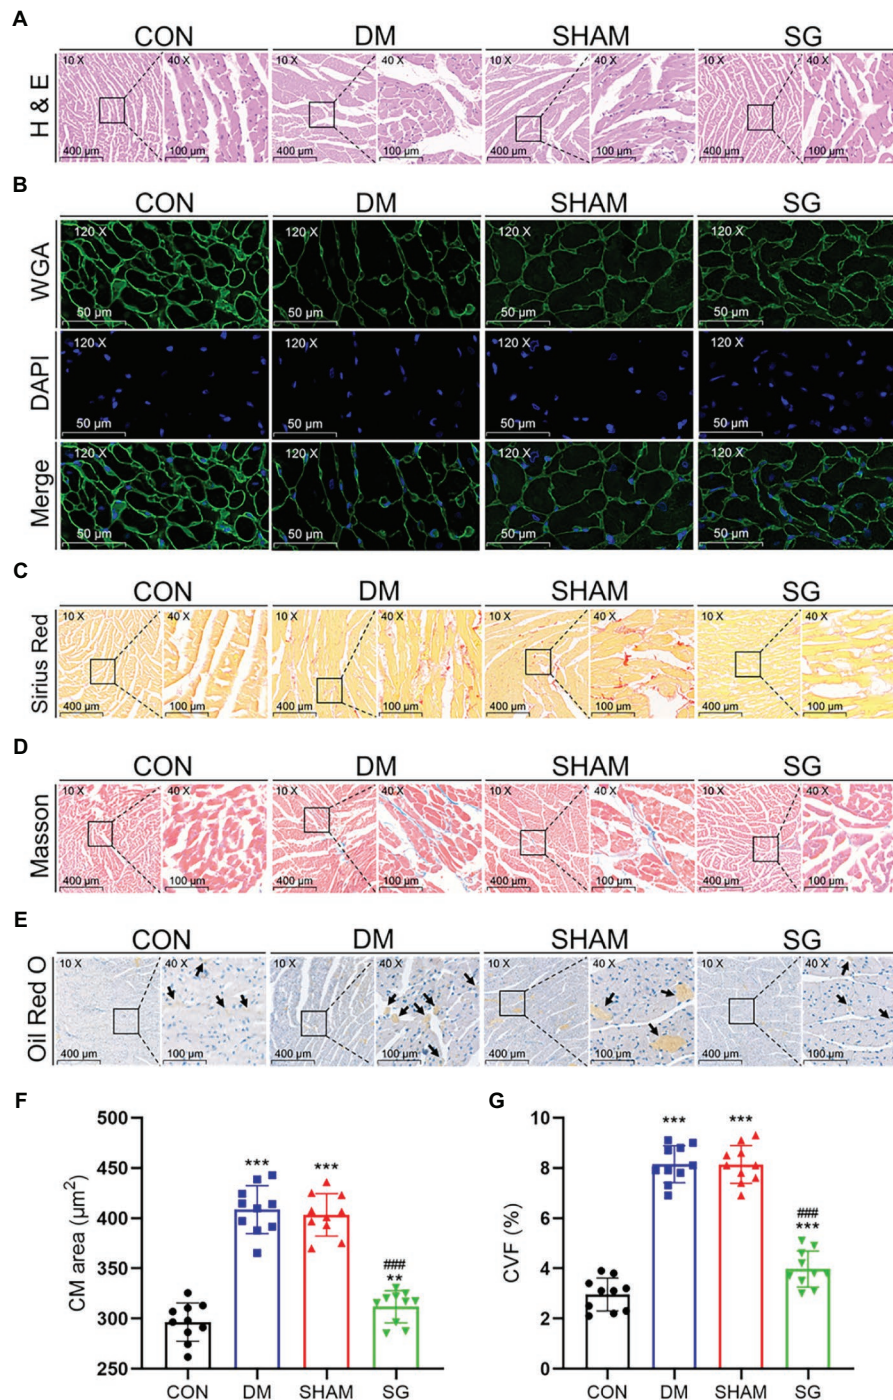 A
CON DM SHAM SG
H & E
10 X 40 X 10 X 40 X 10 X 40 X 10 X 40 X
400 µm 100 µm 400 µm 100 µm 400 µm 100 µm 400 µm 100 µm
B
CON DM SHAM SG
WGA
120 X 120 X 120 X 120 X
50 µm 50 µm 50 µm 50 µm
DAPI
120 X 120 X 120 X 120 X
50 µm 50 µm 50 µm 50 µm
Merge
120 X 120 X 120 X 120 X
50 µm 50 µm 50 µm 50 µm
C
CON DM SHAM SG
Sirius Red
10 X 40 X 10 X 40 X 10 X 40 X 10 X 40 X
400 µm 100 µm 400 µm 100 µm 400 µm 100 µm 400 µm 100 µm
D
CON DM SHAM SG
Masson
10 X 40 X 10 X 40 X 10 X 40 X 10 X 40 X
400 µm 100 µm 400 µm 100 µm 400 µm 100 µm 400 µm 100 µm
E
CON DM SHAM SG
Oil Red O
10 X 40 X 10 X 40 X 10 X 40 X 10 X 40 X
400 µm 100 µm 400 µm 100 µm 400 µm 100 µm 400 µm 100 µm
F
CM area (µm²)
500
450
400
350
300
250
*** ***
###
**
CON DM SHAM SG
G
CVF (%)
10
8
6
4
2
0
*** ***
###
***
CON DM SHAM SG